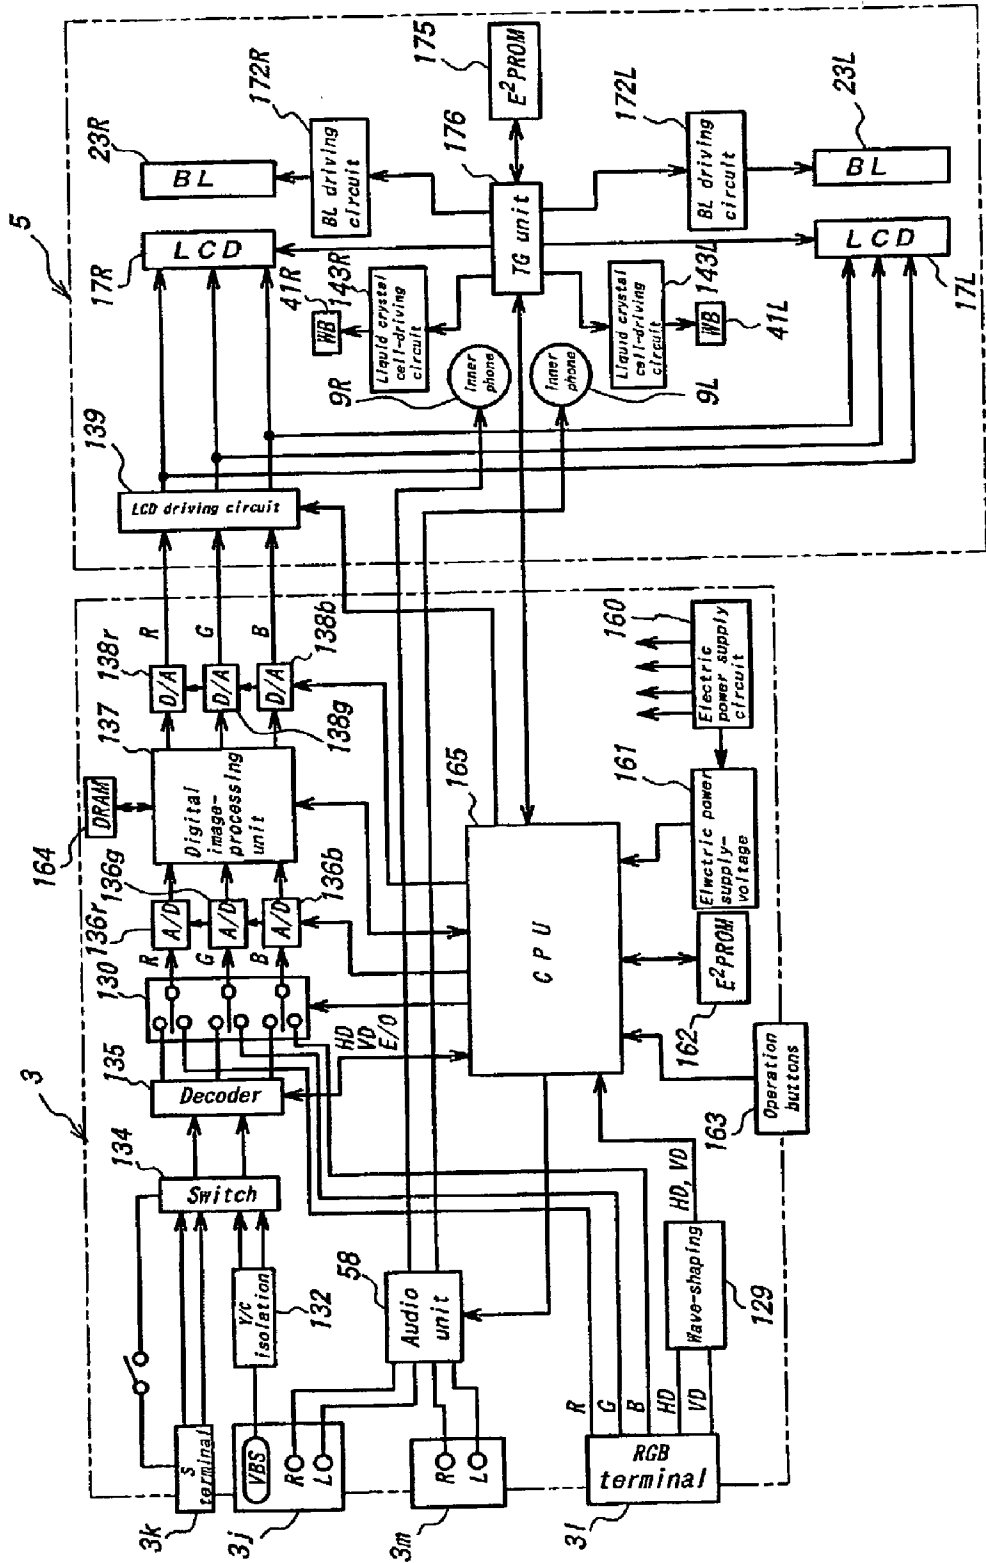 3
S
terminal
3k
VBS
R
L
3j
R
L
3m
RGB
terminal
3l
R
G
B
HD
VD
Wave-shaping
129
HD, VD
Y/C
isolation
132
Switch
134
Decoder
135
130
HD
VD
E/O
R
G
B
A/D
A/D
A/D
136r
136g
136b
DRAM
164
Digital
image-
processing
unit
137
D/A
D/A
D/A
138r
138g
138b
R
G
B
Audio
unit
58
CPU
165
Operation
buttons
163
E2PROM
162
Elwctric power
supply-
voltage
161
Electric
power supply
circuit
160
5
LCD driving circuit
139
LCD
17R
BL
23R
BL driving
circuit
172R
WB
41R
Liquid crystal
cell-driving
circuit
143R
Inner
phone
9R
Inner
phone
9L
TG unit
176
E2PROM
175
Liquid crystal
cell-driving
circuit
143L
WB
41L
BL driving
circuit
172L
LCD
17L
BL
23L